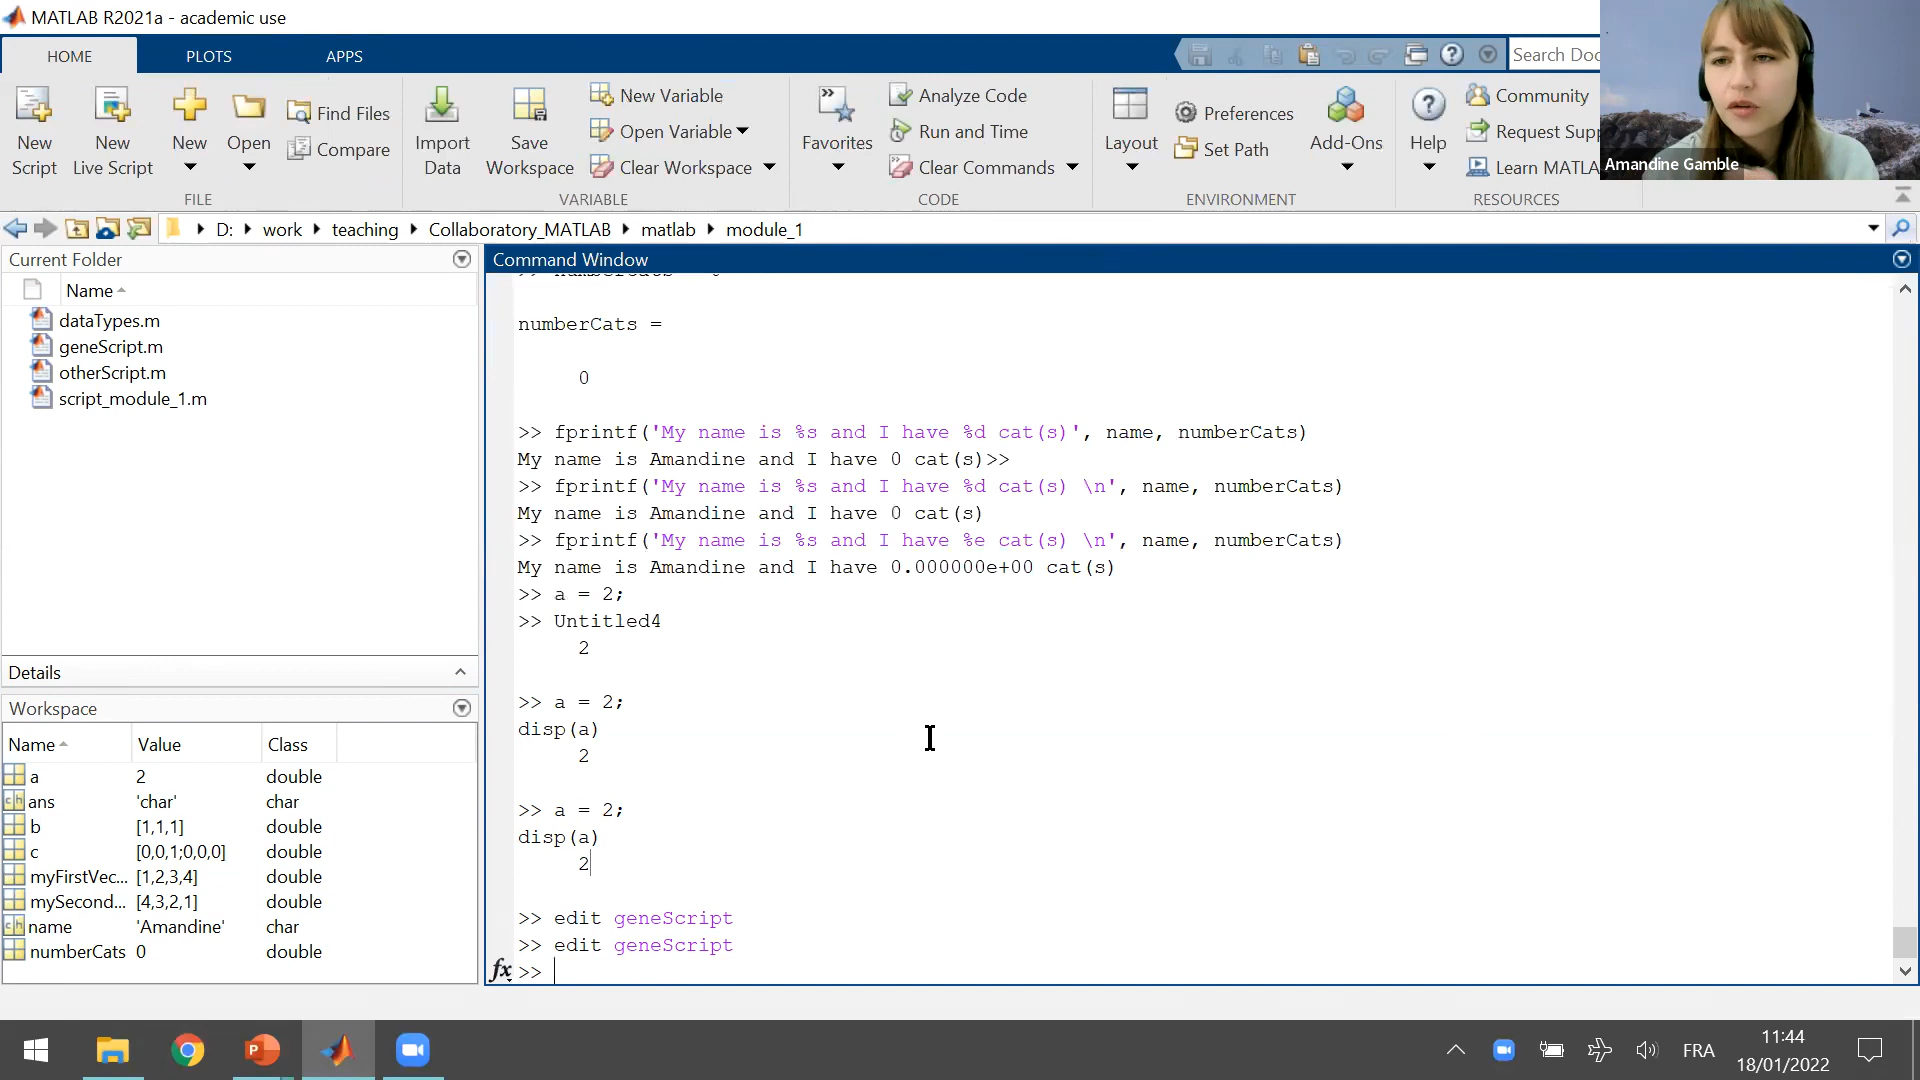 MATLAB R2021a - academic use
HOME PLOTS APPS
Search Doc
New Script
New Live Script
New
Open
Find Files
Compare
FILE
Import Data
Save Workspace
New Variable
Open Variable
Clear Workspace
VARIABLE
Favorites
Analyze Code
Run and Time
Clear Commands
CODE
Layout
Preferences
Set Path
Add-Ons
ENVIRONMENT
Help
Community
Request Supp
Learn MATLA
RESOURCES
Amandine Gamble
D: work teaching Collaboratory_MATLAB matlab module_1
Current Folder
Name
dataTypes.m
geneScript.m
otherScript.m
script_module_1.m
Details
Workspace
Name Value Class
a 2 double
ans 'char' char
b [1,1,1] double
c [0,0,1;0,0,0] double
myFirstVec... [1,2,3,4] double
mySecond... [4,3,2,1] double
name 'Amandine' char
numberCats 0 double
Command Window
numberCats =
0
>> fprintf('My name is %s and I have %d cat(s)', name, numberCats)
My name is Amandine and I have 0 cat(s)>>
>> fprintf('My name is %s and I have %d cat(s) \n', name, numberCats)
My name is Amandine and I have 0 cat(s)
>> fprintf('My name is %s and I have %e cat(s) \n', name, numberCats)
My name is Amandine and I have 0.000000e+00 cat(s)
>> a = 2;
>> Untitled4
2
>> a = 2;
disp(a)
2
>> a = 2;
disp(a)
2
>> edit geneScript
>> edit geneScript
fx >>
FRA
11:44
18/01/2022